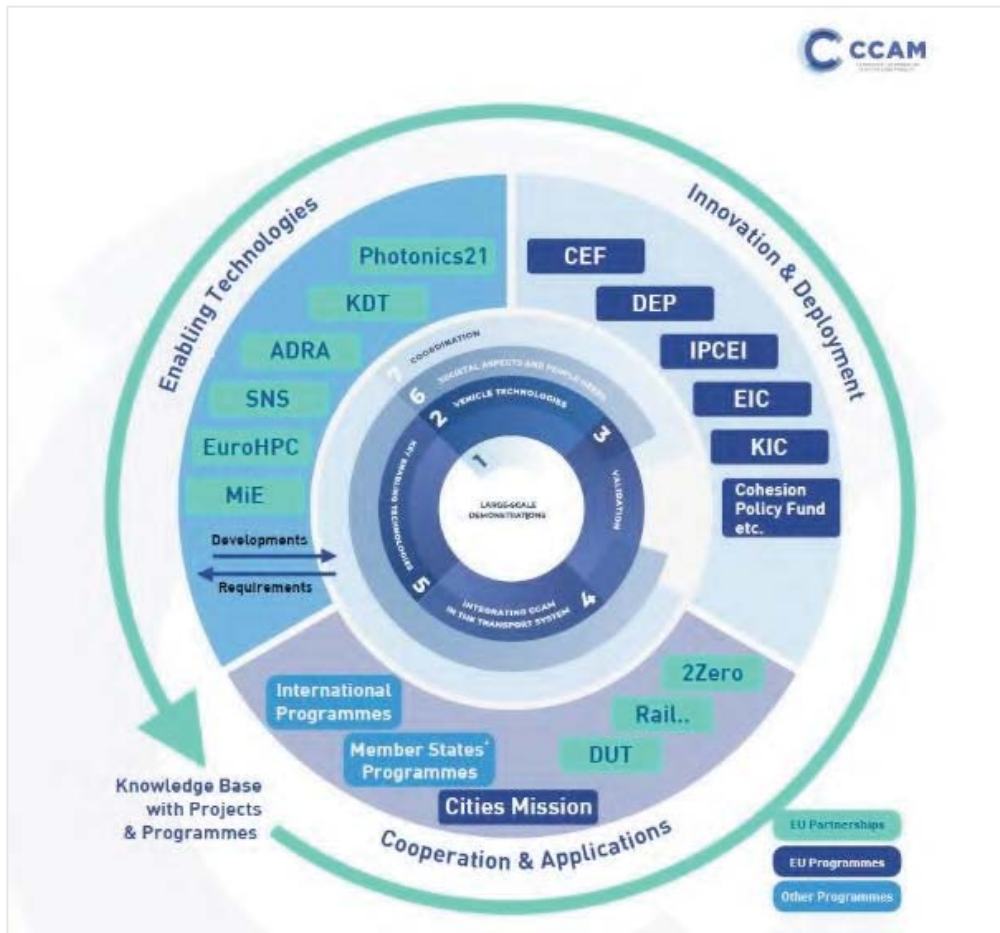 CCAM
Enabling Technologies
Innovation & Deployment
Photonics21
KDT
ADRA
SNS
EuroHPC
MiE
Developments
Requirements
CEF
DEP
IPCEI
EIC
KIC
Cohesion
Policy Fund
etc.
7 COORDINATION
6 SOCIETAL ASPECTS AND PEOPLE NEEDS
2 VEHICLE TECHNOLOGIES
3 VALIDATION
1
LARGE-SCALE
DEMONSTRATIONS
5 KEY ENABLING TECHNOLOGIES
4 INTEGRATING CCAM
IN THE TRANSPORT SYSTEM
International
Programmes
Member States'
Programmes
Cities Mission
2Zero
Rail..
DUT
Cooperation & Applications
Knowledge Base
with Projects
& Programmes
EU Partnerships
EU Programmes
Other Programmes